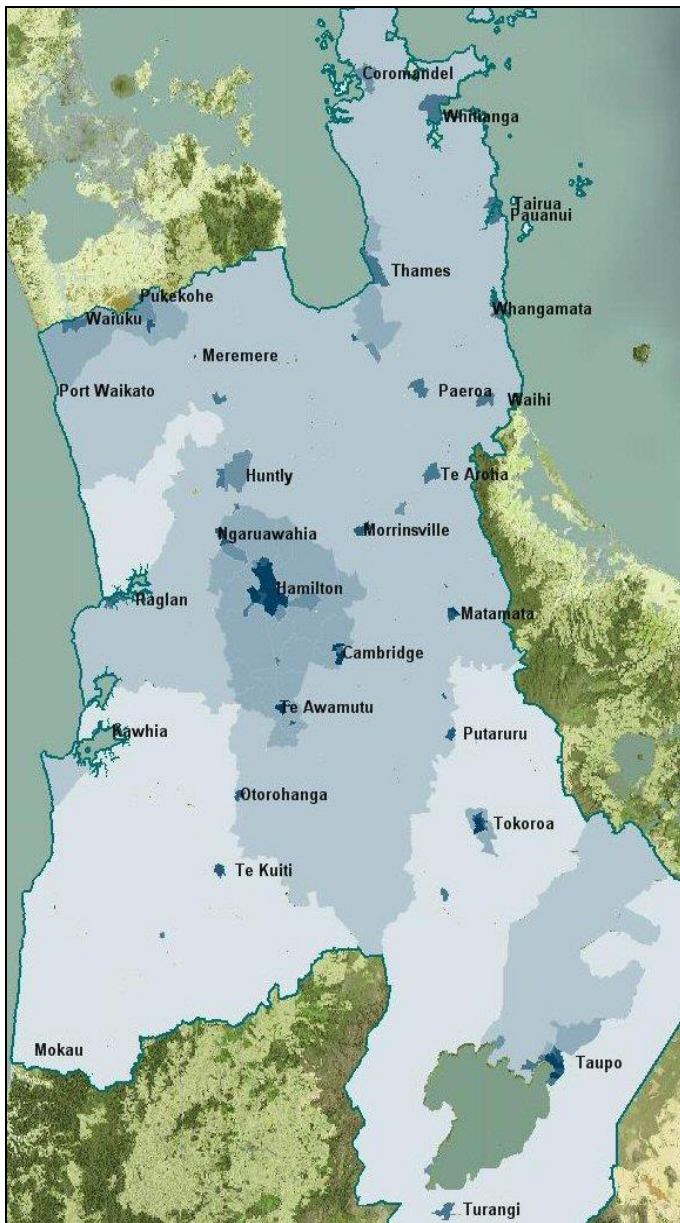 Coromandel
Whitianga
Tairua
Pauanui
Thames
Pukekohe
Whangamata
Waiuku
Meremere
Port Waikato
Paeroa
Waihi
Huntly
Te Aroha
Ngaruawahia
Morrinsville
Hamilton
Raglan
Matamata
Cambridge
Te Awamutu
Kawhia
Putaruru
Otorohanga
Tokoroa
Te Kuiti
Mokau
Taupo
Turangi